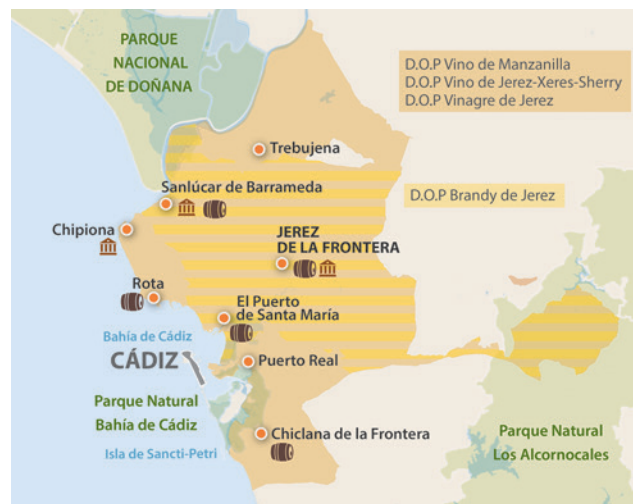 PARQUE
NACIONAL
DE DOÑANA
D.O.P Vino de Manzanilla
D.O.P Vino de Jerez-Xeres-Sherry
D.O.P Vinagre de Jerez
Trebujena
Sanlúcar de Barrameda
D.O.P Brandy de Jerez
Chipiona
JEREZ
DE LA FRONTERA
Rota
El Puerto
de Santa María
Bahía de Cádiz
CÁDIZ
Puerto Real
Parque Natural
Bahía de Cádiz
Chiclana de la Frontera
Isla de Sancti-Petri
Parque Natural
Los Alcornocales